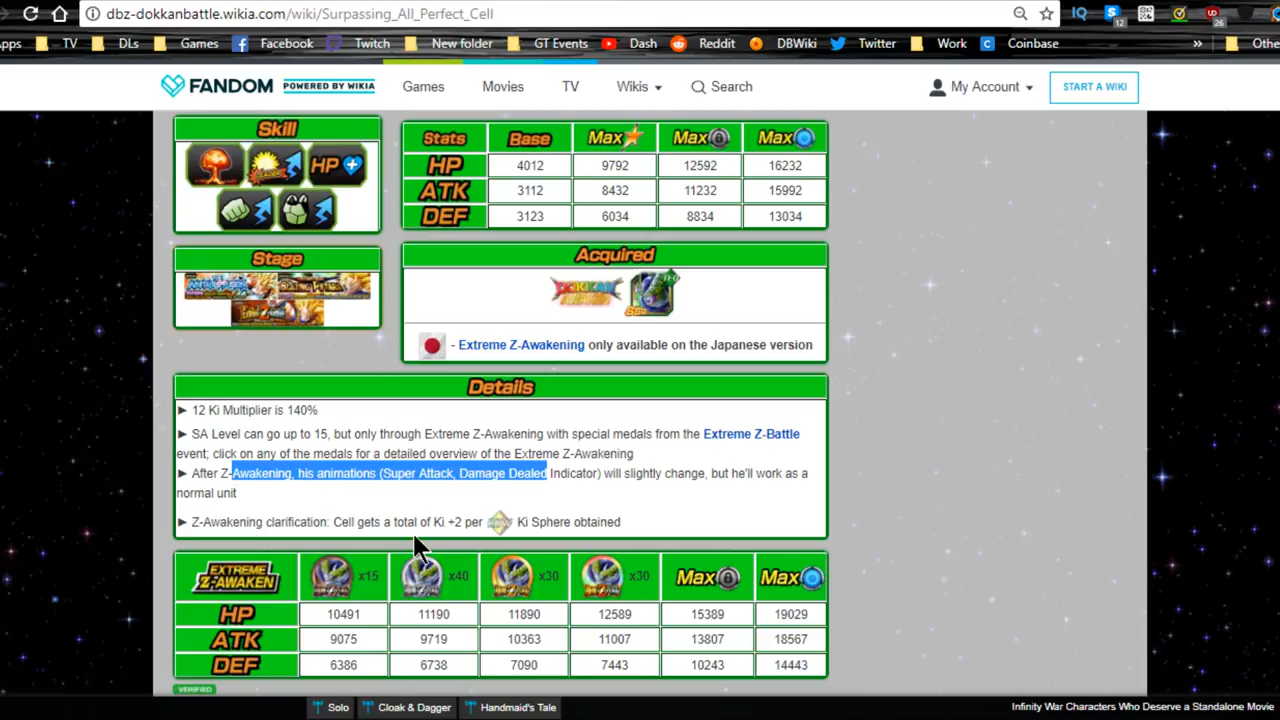 dbz-dokkanbattle.wikia.com/wiki/Surpassing_All_Perfect_Cell
12
26
Apps TV DLs Games Facebook Twitch New folder GT Events Dash Reddit DBWiki Twitter Work Coinbase » Othe
FANDOM POWERED BY WIKIA Games Movies TV Wikis Search My Account START A WIKI
Skill
LEADER
HP
Stats Base Max Max Max
HP 4012 9792 12592 16232
ATK 3112 8432 11232 15992
DEF 3123 6034 8834 13034
Stage
Acquired
DOKKAN AWAKEN
SSR
- Extreme Z-Awakening only available on the Japanese version
Details
► 12 Ki Multiplier is 140%
► SA Level can go up to 15, but only through Extreme Z-Awakening with special medals from the Extreme Z-Battle
event; click on any of the medals for a detailed overview of the Extreme Z-Awakening
► After Z-Awakening, his animations (Super Attack, Damage Dealed Indicator) will slightly change, but he'll work as a
normal unit
► Z-Awakening clarification: Cell gets a total of Ki +2 per Ki Sphere obtained
EXTREME Z-AWAKEN x15 x40 x30 x30 Max Max
HP 10491 11190 11890 12589 15389 19029
ATK 9075 9719 10363 11007 13807 18567
DEF 6386 6738 7090 7443 10243 14443
VERIFIED
Solo Cloak & Dagger Handmaid's Tale Infinity War Characters Who Deserve a Standalone Movie